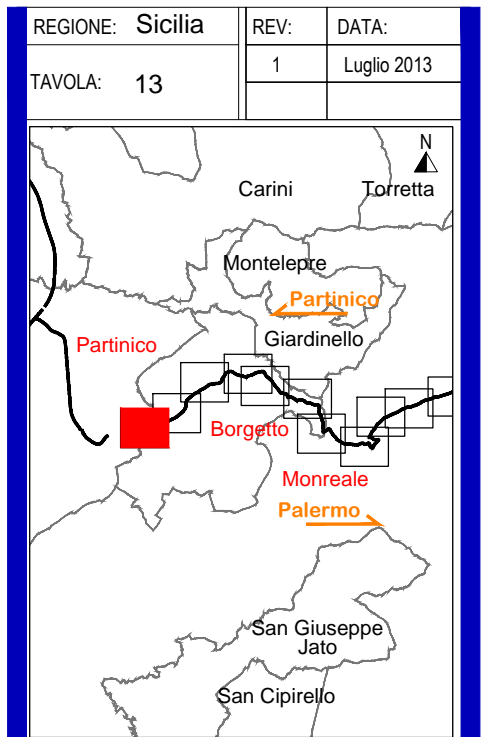 REGIONE: Sicilia
REV: DATA:
TAVOLA: 13
1 Luglio 2013
N
Carini Torretta
Montelepre
Partinico
Giardinello
Partinico
Borgetto
Monreale
Palermo
San Giuseppe
Jato
San Cipirello